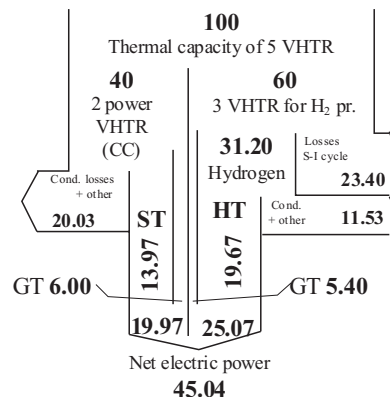 100
Thermal capacity of 5 VHTR
40
2 power
VHTR
(CC)
60
3 VHTR for H₂ pr.
31.20
Hydrogen
Losses
S-I cycle
23.40
Cond. losses
+ other
20.03
ST
13.97
HT
19.67
Cond.
+ other
11.53
GT 6.00
GT 5.40
19.97
25.07
Net electric power
45.04